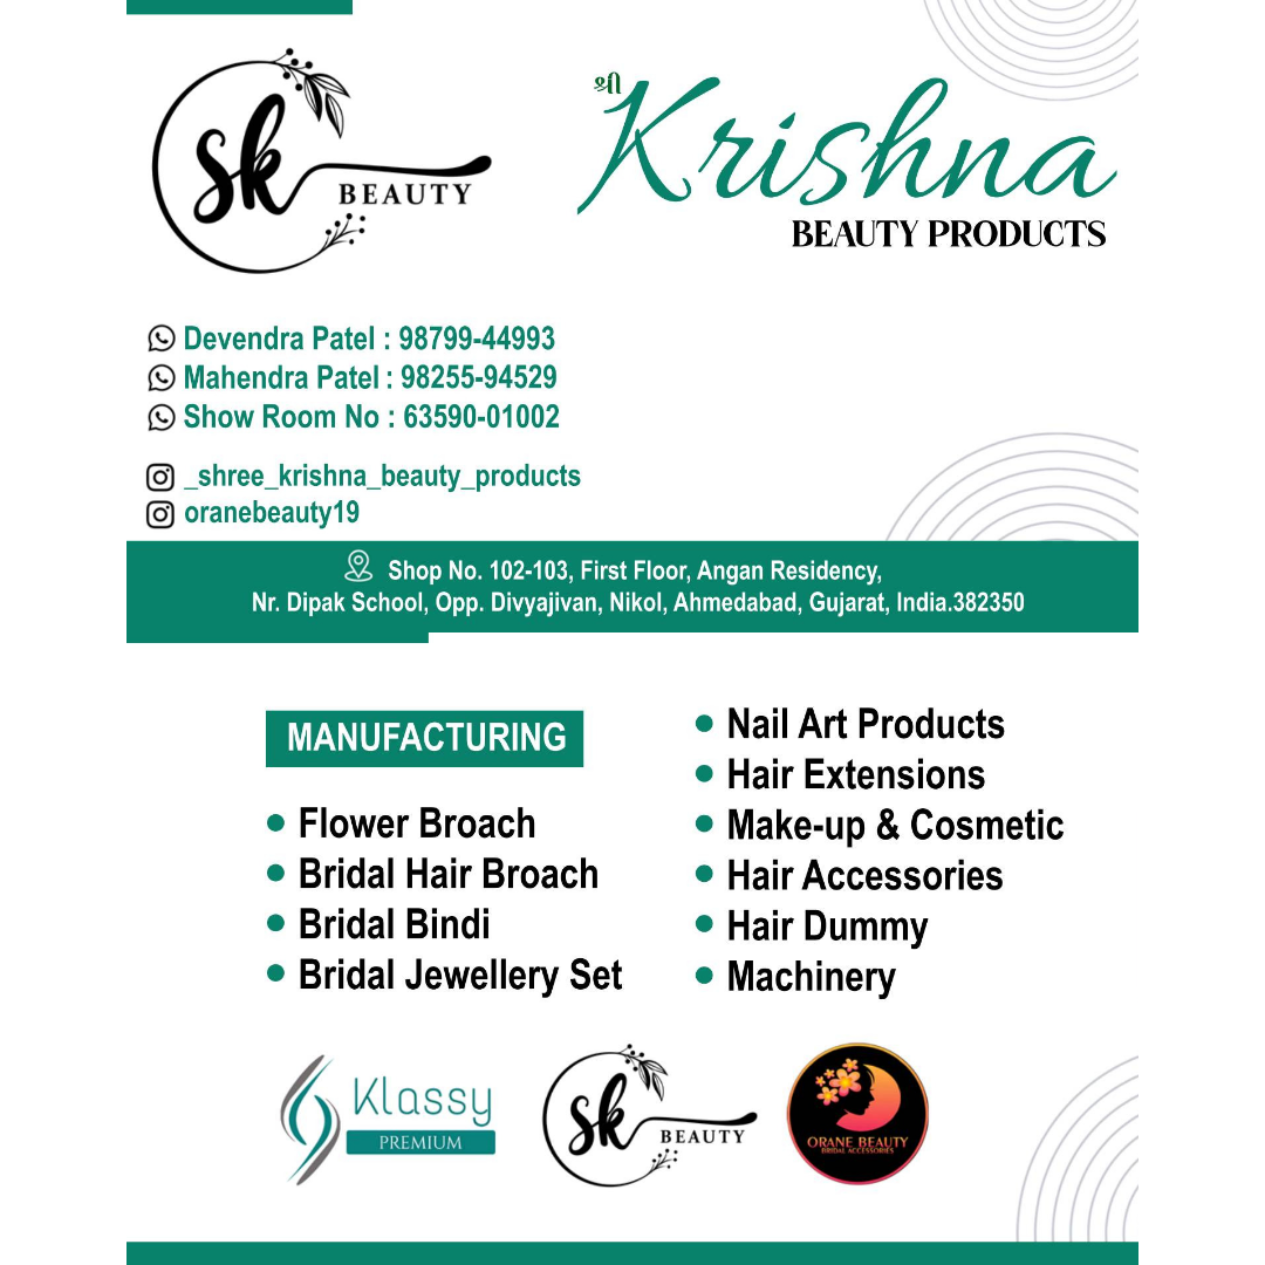 sk
BEAUTY
श्री
Krishna
BEAUTY PRODUCTS
Devendra Patel : 98799-44993
Mahendra Patel : 98255-94529
Show Room No : 63590-01002
_shree_krishna_beauty_products
oranebeauty19
Shop No. 102-103, First Floor, Angan Residency,
Nr. Dipak School, Opp. Divyajivan, Nikol, Ahmedabad, Gujarat, India.382350
MANUFACTURING
Flower Broach
Bridal Hair Broach
Bridal Bindi
Bridal Jewellery Set
Nail Art Products
Hair Extensions
Make-up & Cosmetic
Hair Accessories
Hair Dummy
Machinery
Klassy
PREMIUM
sk
BEAUTY
ORANE BEAUTY
BRIDAL ACCESSORIES